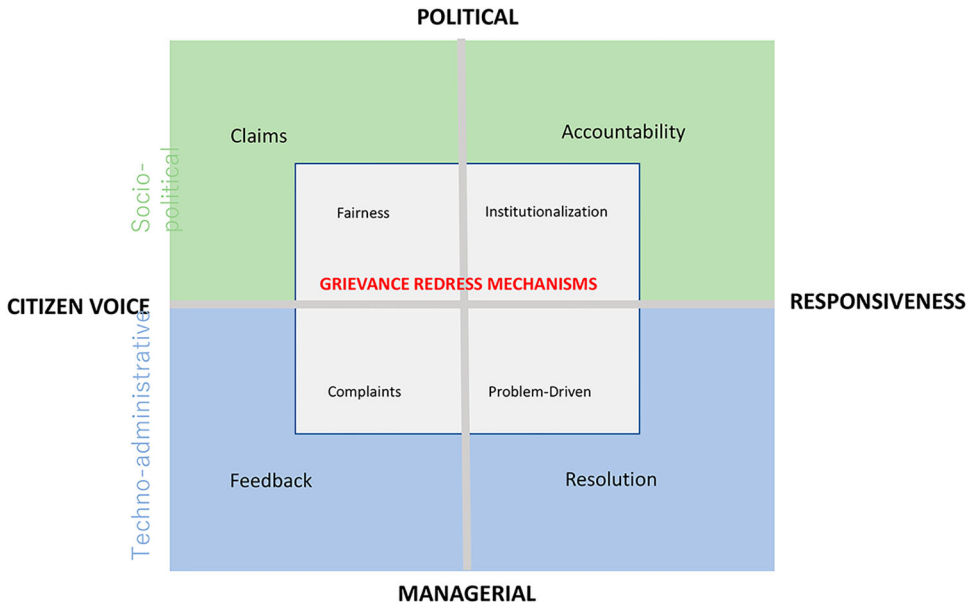 POLITICAL
Claims
Accountability
Socio-
political
Fairness
Institutionalization
GRIEVANCE REDRESS MECHANISMS
CITIZEN VOICE
RESPONSIVENESS
Techno-administrative
Complaints
Problem-Driven
Feedback
Resolution
MANAGERIAL